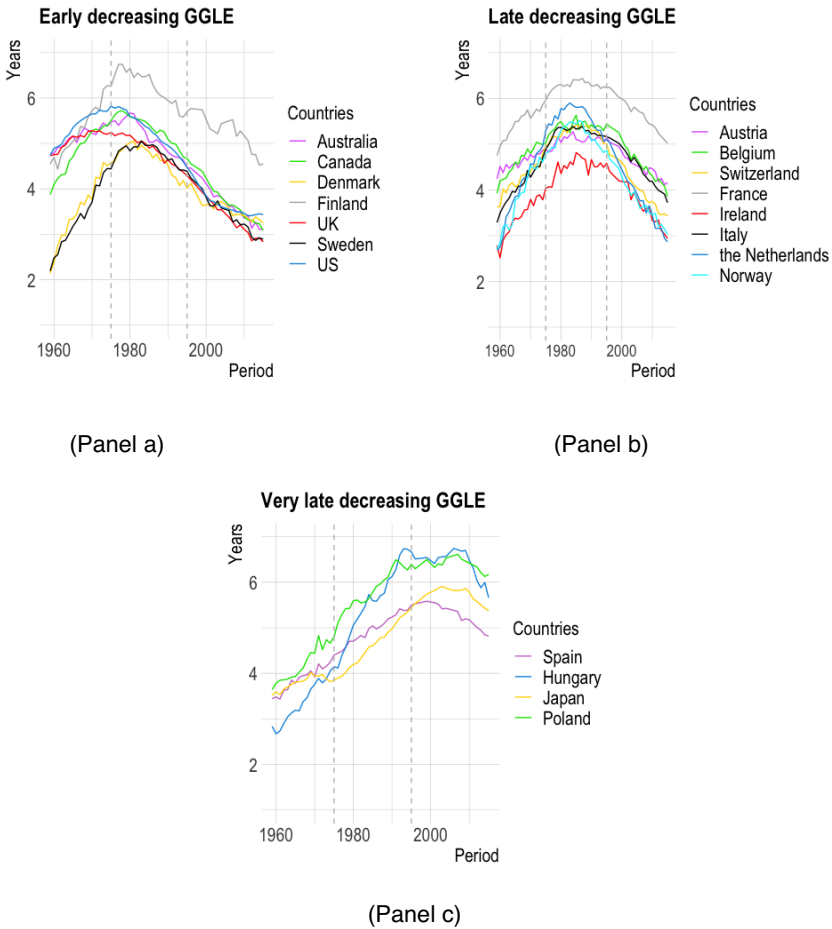 Early decreasing GGLE
Years
6
4
2
1960
1980
2000
Period
Countries
Australia
Canada
Denmark
Finland
UK
Sweden
US
(Panel a)
Late decreasing GGLE
Years
6
4
2
1960
1980
2000
Period
Countries
Austria
Belgium
Switzerland
France
Ireland
Italy
the Netherlands
Norway
(Panel b)
Very late decreasing GGLE
Years
6
4
2
1960
1980
2000
Period
Countries
Spain
Hungary
Japan
Poland
(Panel c)